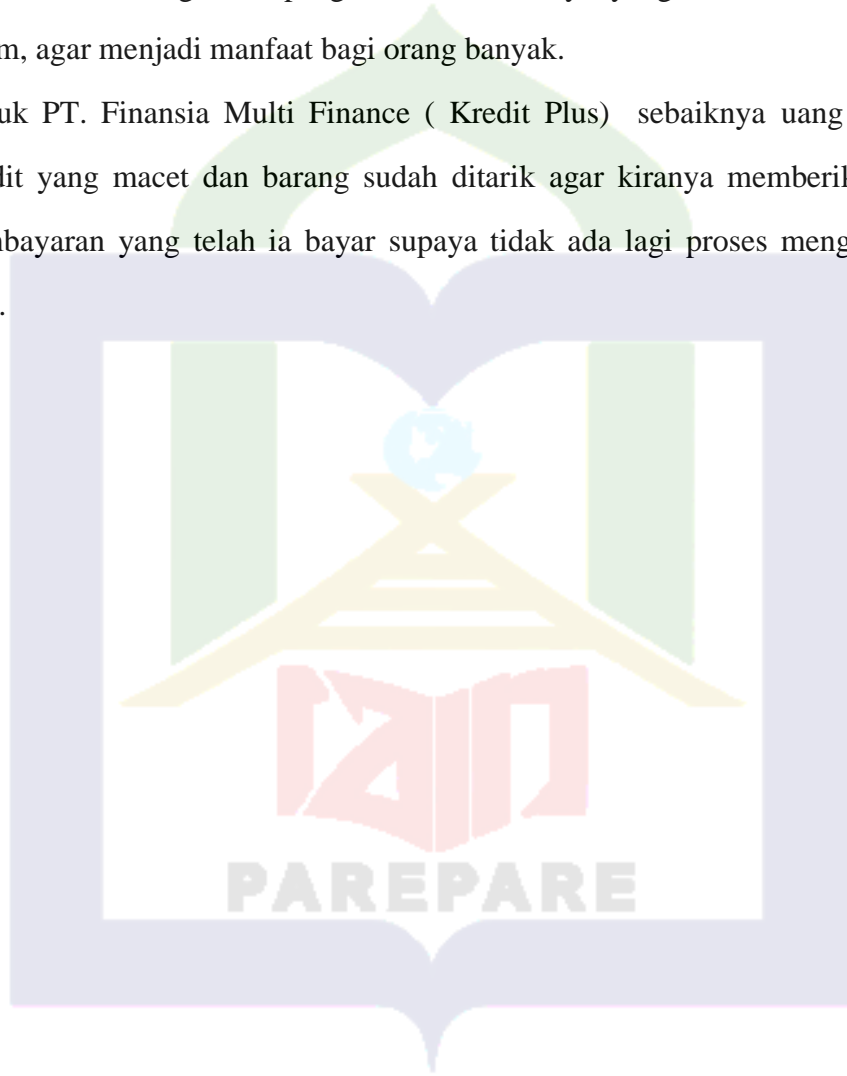 m, agar menjadi manfaat bagi orang banyak.
uk PT. Finansia Multi Finance ( Kredit Plus) sebaiknya uang
dit yang macet dan barang sudah ditarik agar kiranya memberik
bayaran yang telah ia bayar supaya tidak ada lagi proses meng
.
iain
PAREPARE